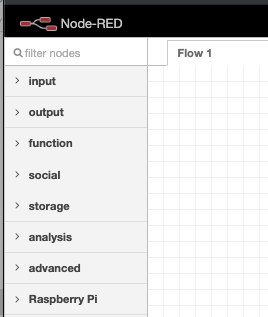 Node-RED
filter nodes
Flow 1
input
output
function
social
storage
analysis
advanced
Raspberry Pi